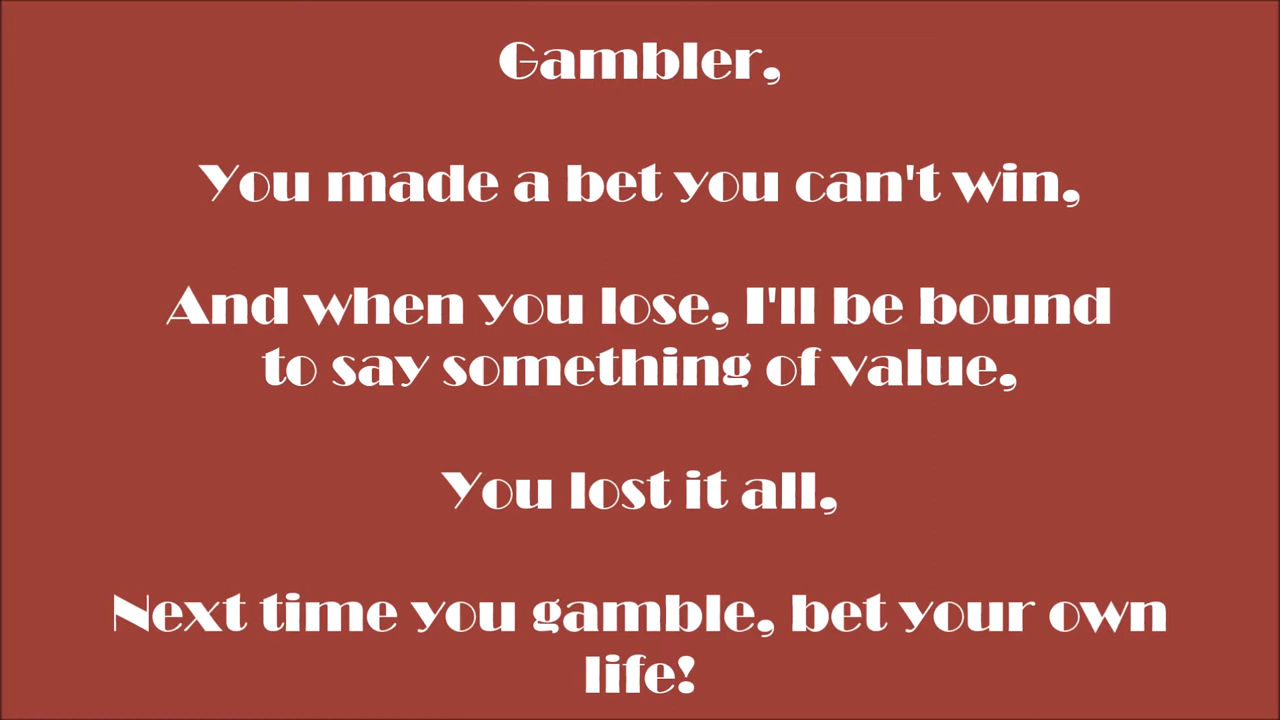 Gambler,
You made a bet you can't win,
And when you lose, I'll be bound
to say something of value,
You lost it all,
Next time you gamble, bet your own
life!